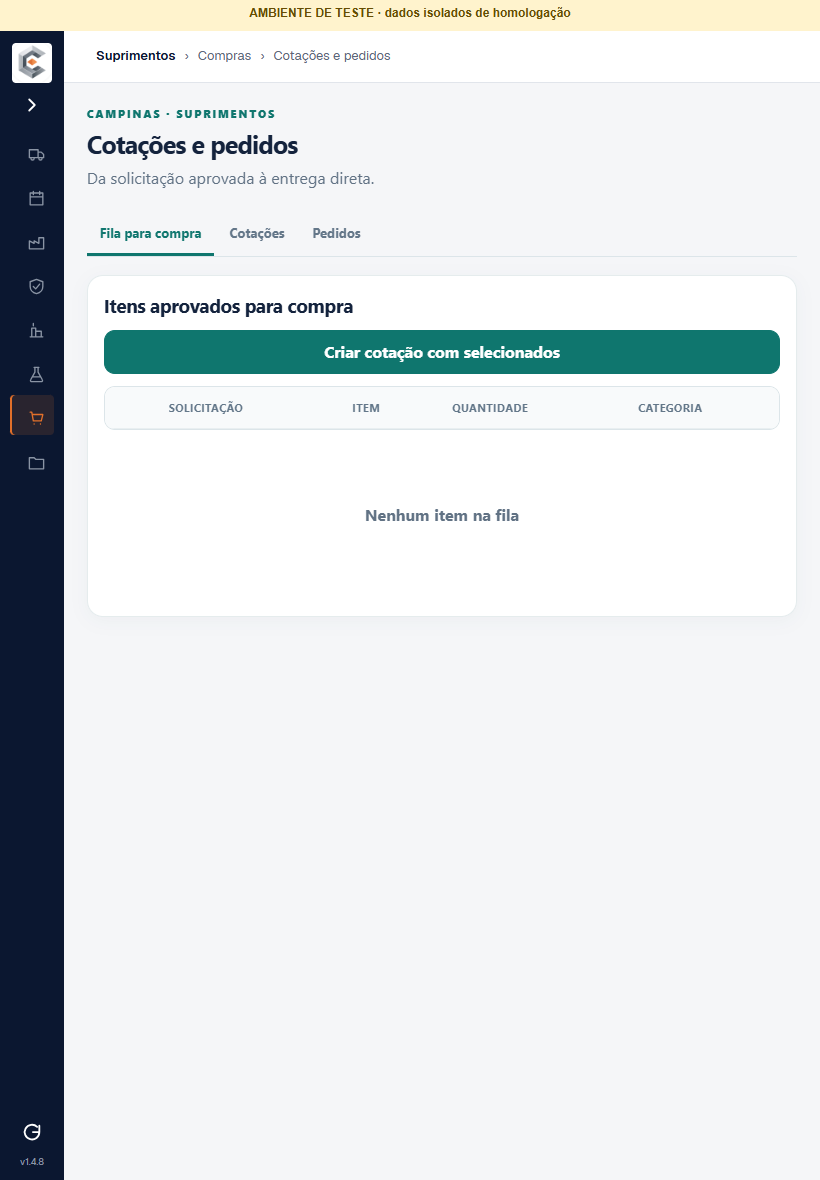 AMBIENTE DE TESTE · dados isolados de homologação
Suprimentos › Compras › Cotações e pedidos
CAMPINAS · SUPRIMENTOS
Cotações e pedidos
Da solicitação aprovada à entrega direta.
Fila para compra Cotações Pedidos
Itens aprovados para compra
Criar cotação com selecionados
SOLICITAÇÃO ITEM QUANTIDADE CATEGORIA
Nenhum item na fila
v1.4.8